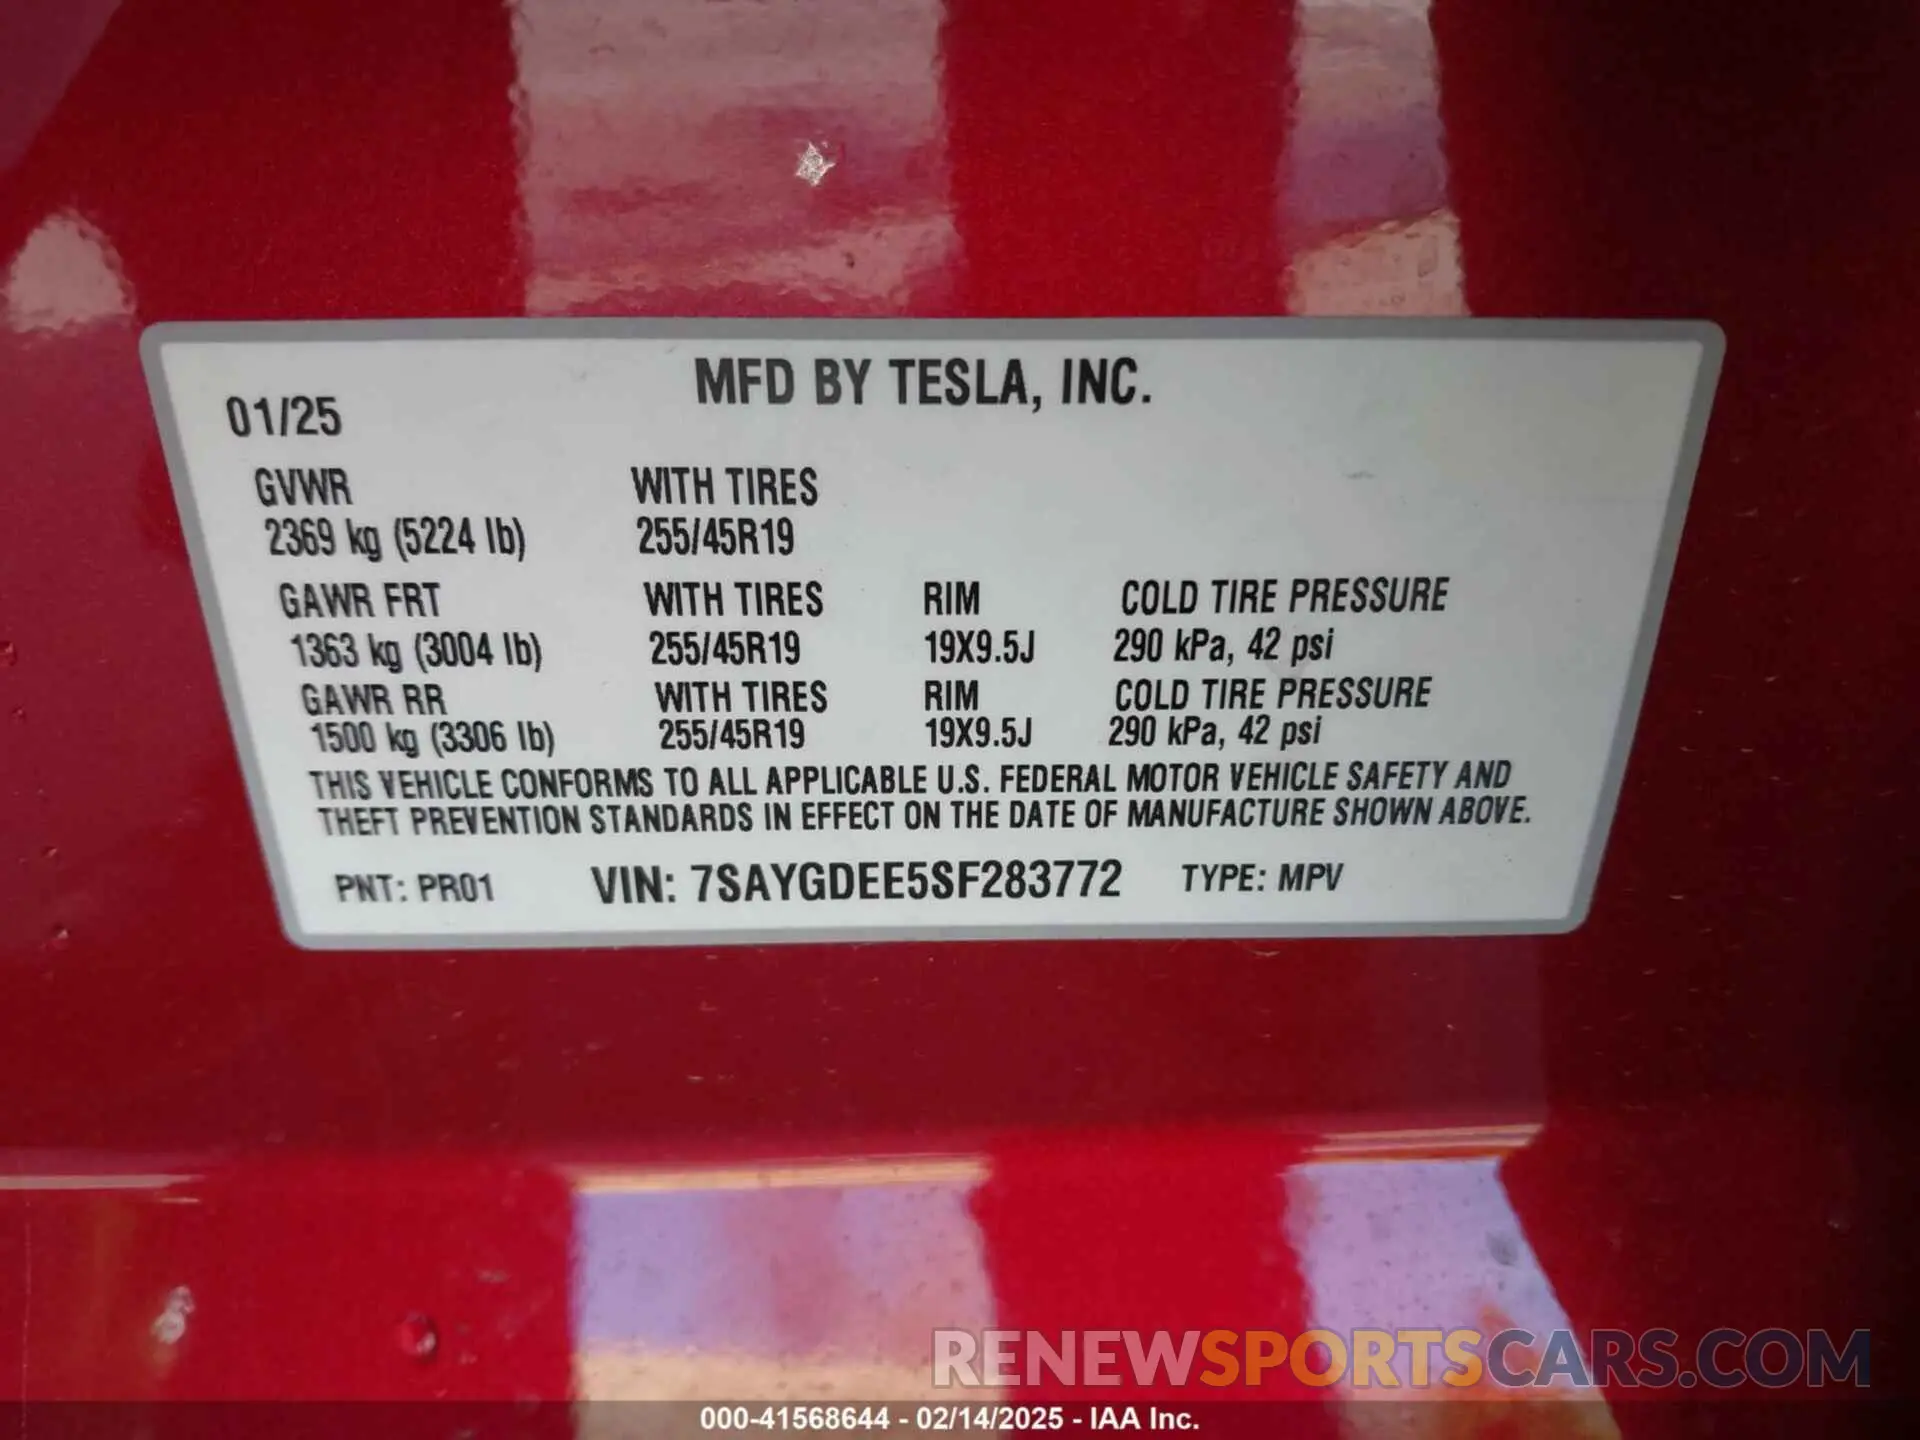 MFD BY TESLA, INC.
01/25
GVWR WITH TIRES
2369 kg (5224 lb) 255/45R19
GAWR FRT WITH TIRES RIM COLD TIRE PRESSURE
1363 kg (3004 lb) 255/45R19 19X9.5J 290 kPa, 42 psi
GAWR RR WITH TIRES RIM COLD TIRE PRESSURE
1500 kg (3306 lb) 255/45R19 19X9.5J 290 kPa, 42 psi
THIS VEHICLE CONFORMS TO ALL APPLICABLE U.S. FEDERAL MOTOR VEHICLE SAFETY AND
THEFT PREVENTION STANDARDS IN EFFECT ON THE DATE OF MANUFACTURE SHOWN ABOVE.
PNT: PR01 VIN: 7SAYGDEE5SF283772 TYPE: MPV
RENEWSPORTSCARS.COM
000-41568644 - 02/14/2025 - IAA Inc.